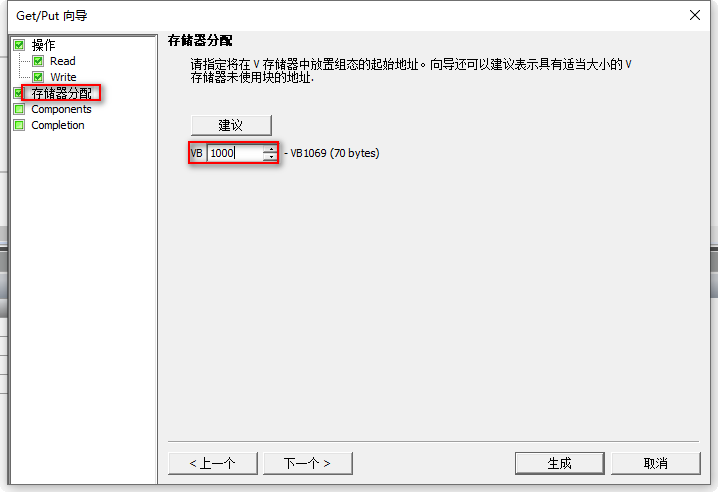 Get/Put 向导
操作
Read
Write
存储器分配
Components
Completion
存储器分配
请指定将在 V 存储器中放置组态的起始地址。向导还可以建议表示具有适当大小的 V
存储器未使用块的地址.
建议
VB 1000 - VB1069 (70 bytes)
< 上一个 下一个 > 生成 取消